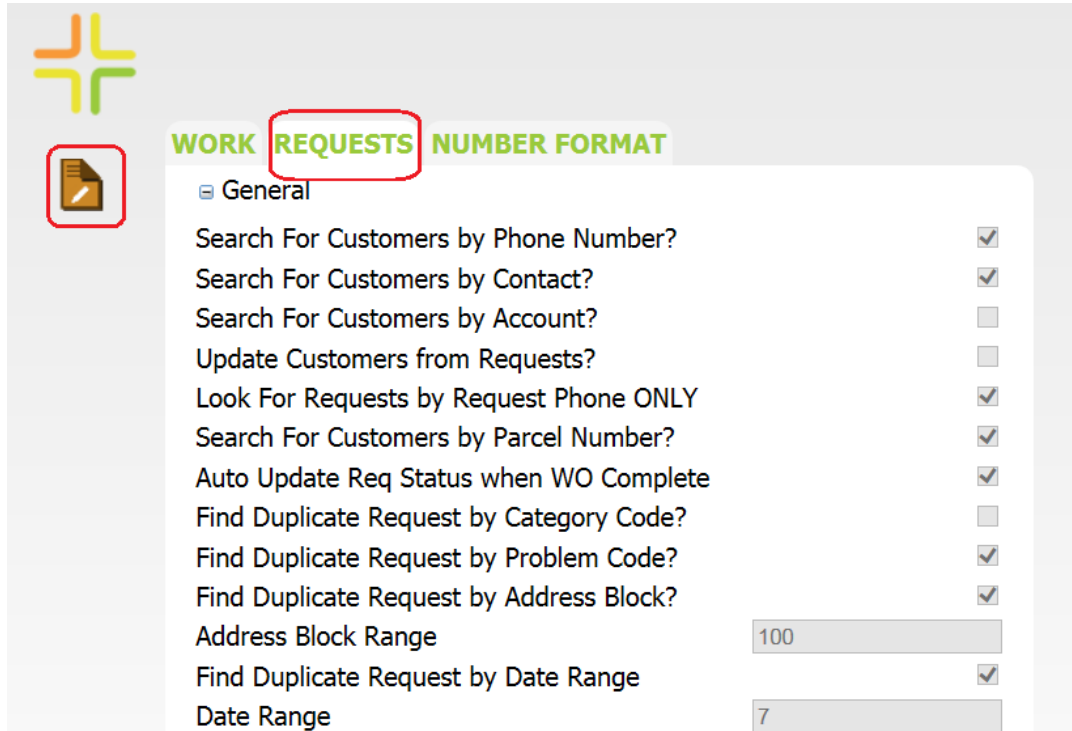 WORK REQUESTS NUMBER FORMAT
General
Search For Customers by Phone Number?
Search For Customers by Contact?
Search For Customers by Account?
Update Customers from Requests?
Look For Requests by Request Phone ONLY
Search For Customers by Parcel Number?
Auto Update Req Status when WO Complete
Find Duplicate Request by Category Code?
Find Duplicate Request by Problem Code?
Find Duplicate Request by Address Block?
Address Block Range 100
Find Duplicate Request by Date Range
Date Range 7